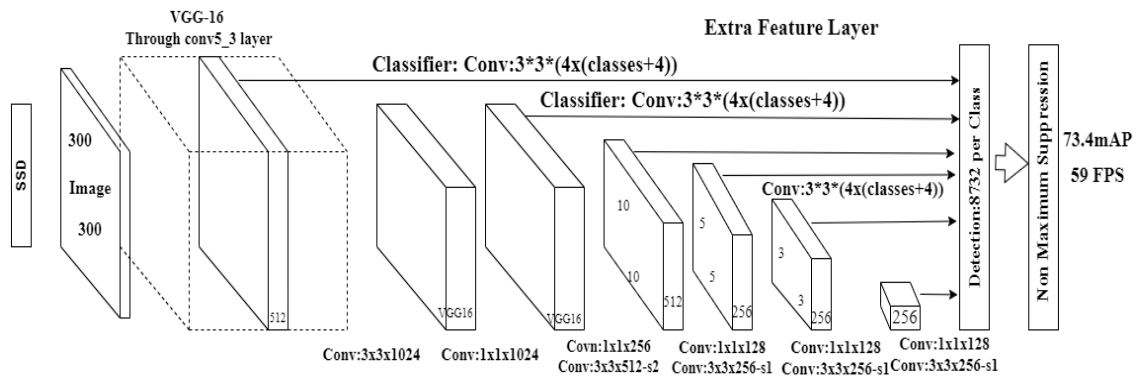 VGG-16
Through conv5_3 layer
Extra Feature Layer
Classifier: Conv:3*3*(4x(classes+4))
Classifier: Conv:3*3*(4x(classes+4))
SSD
300
Image
300
512
VGG16
VGG16
10
10
512
5
5
256
Conv:3*3*(4x(classes+4))
3
3
256
256
Detection:8732 per Class
Non Maximum Suppression
73.4mAP
59 FPS
Conv:3x3x1024
Conv:1x1x1024
Covn:1x1x256
Conv:3x3x512-s2
Conv:1x1x128
Conv:3x3x256-s1
Conv:1x1x128
Conv:3x3x256-s1
Conv:1x1x128
Conv:3x3x256-s1